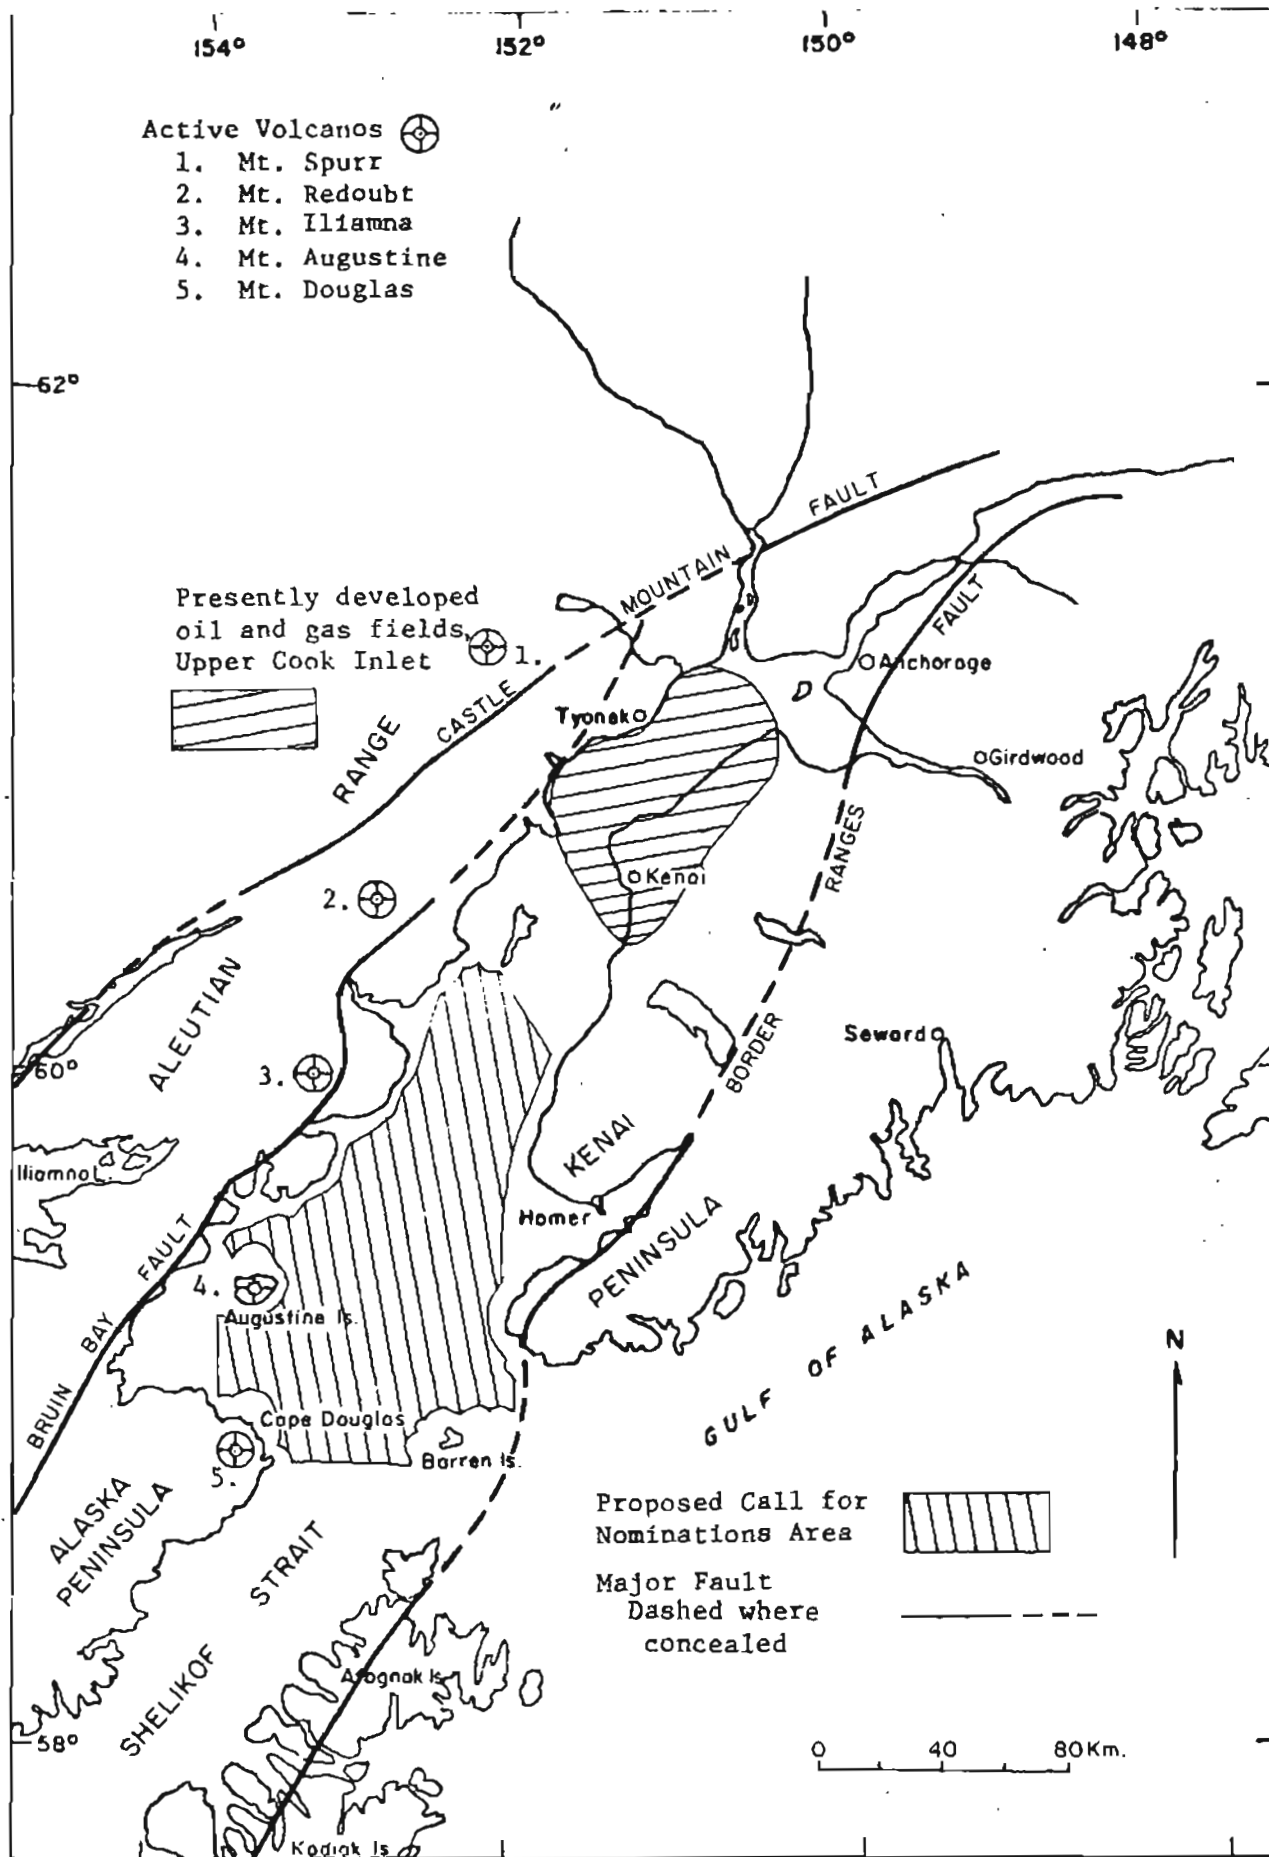 154° 152° 150° 148°
Active Volcanos
1. Mt. Spurr
2. Mt. Redoubt
3. Mt. Iliamna
4. Mt. Augustine
5. Mt. Douglas
62°
FAULT
MOUNTAIN
CASTLE
Presently developed
oil and gas fields,
Upper Cook Inlet
1.
FAULT
Anchorage
Tyonek
Girdwood
RANGE
RANGES
Kenai
2.
ALEUTIAN
BORDER
Seward
60°
3.
KENAI
Iliamna L.
Homer
PENINSULA
FAULT
4.
Augustine Is.
GULF OF ALASKA
BAY
N
BRUIN
Cape Douglas
Barren Is.
5.
ALASKA
PENINSULA
Proposed Call for
Nominations Area
STRAIT
Major Fault
Dashed where
concealed
SHELIKOF
Afognak Is.
58°
0 40 80 Km.
Kodiak Is.